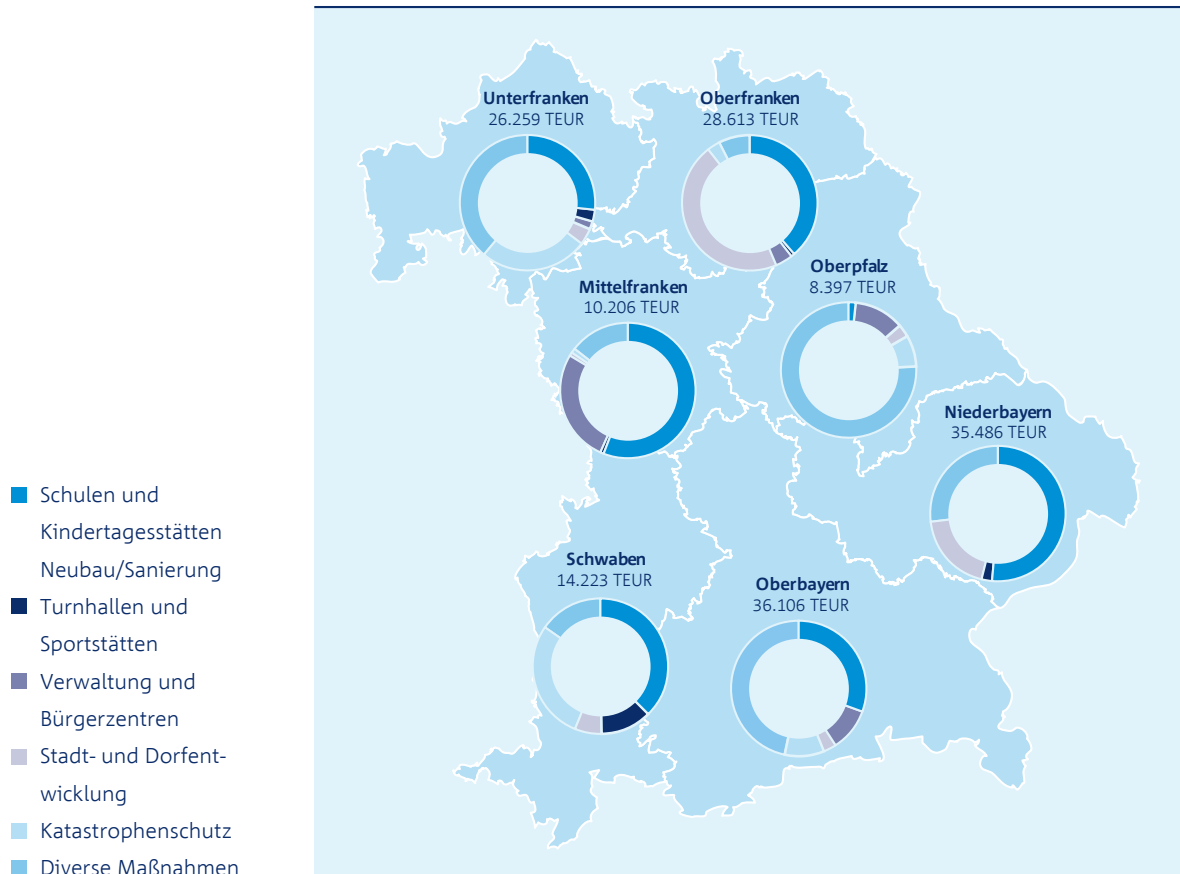 Unterfranken
26.259 TEUR
Oberfranken
28.613 TEUR
Oberpfalz
8.397 TEUR
Mittelfranken
10.206 TEUR
Niederbayern
35.486 TEUR
Schwaben
14.223 TEUR
Oberbayern
36.106 TEUR
Schulen und
Kindertagesstätten
Neubau/Sanierung
Turnhallen und
Sportstätten
Verwaltung und
Bürgerzentren
Stadt- und Dorfent-
wicklung
Katastrophenschutz
Diverse Maßnahmen